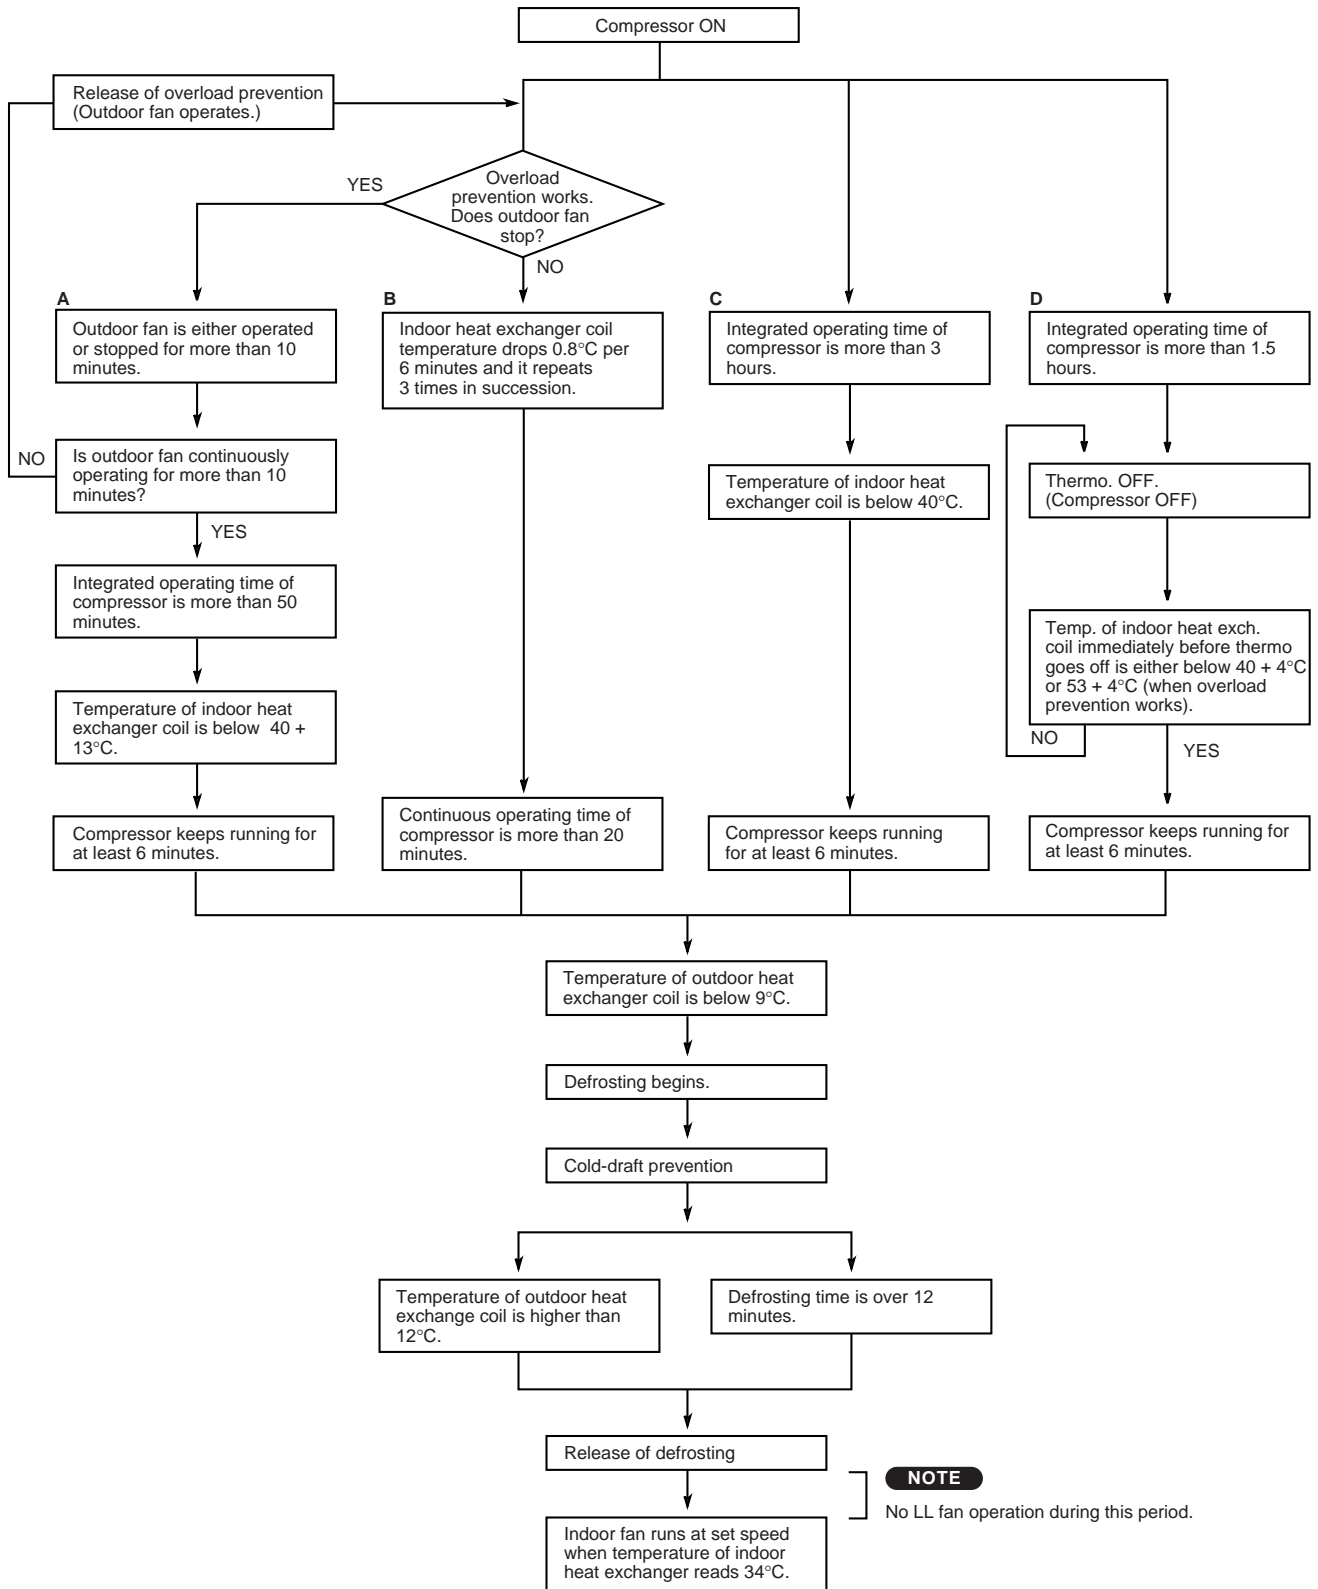 Compressor ON
Release of overload prevention
(Outdoor fan operates.)
YES
Overload
prevention works.
Does outdoor fan
stop?
NO
A
Outdoor fan is either operated
or stopped for more than 10
minutes.
NO
Is outdoor fan continuously
operating for more than 10
minutes?
YES
Integrated operating time of
compressor is more than 50
minutes.
Temperature of indoor heat
exchanger coil is below 40 +
13°C.
Compressor keeps running for
at least 6 minutes.
B
Indoor heat exchanger coil
temperature drops 0.8°C per
6 minutes and it repeats
3 times in succession.
Continuous operating time of
compressor is more than 20
minutes.
C
Integrated operating time of
compressor is more than 3
hours.
Temperature of indoor heat
exchanger coil is below 40°C.
Compressor keeps running
for at least 6 minutes.
D
Integrated operating time of
compressor is more than 1.5
hours.
Thermo. OFF.
(Compressor OFF)
Temp. of indoor heat exch.
coil immediately before thermo
goes off is either below 40 + 4°C
or 53 + 4°C (when overload
prevention works).
NO
YES
Compressor keeps running for
at least 6 minutes.
Temperature of outdoor heat
exchanger coil is below 9°C.
Defrosting begins.
Cold-draft prevention
Temperature of outdoor heat
exchange coil is higher than
12°C.
Defrosting time is over 12
minutes.
Release of defrosting
NOTE
No LL fan operation during this period.
Indoor fan runs at set speed
when temperature of indoor
heat exchanger reads 34°C.